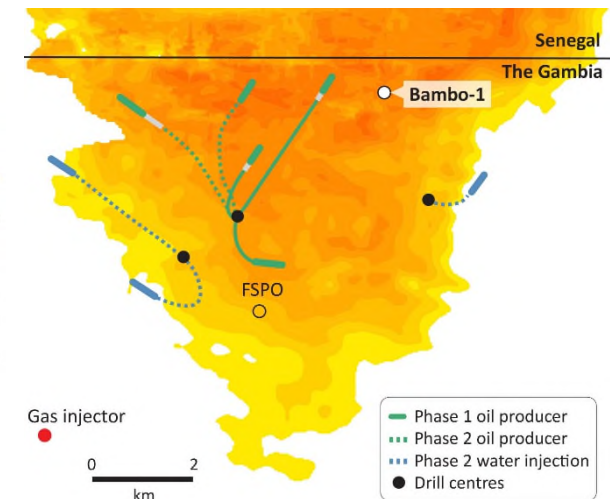 Senegal
The Gambia
Bambo-1
FSPO
Gas injector
0 2
km
Phase 1 oil producer
Phase 2 oil producer
Phase 2 water injection
Drill centres